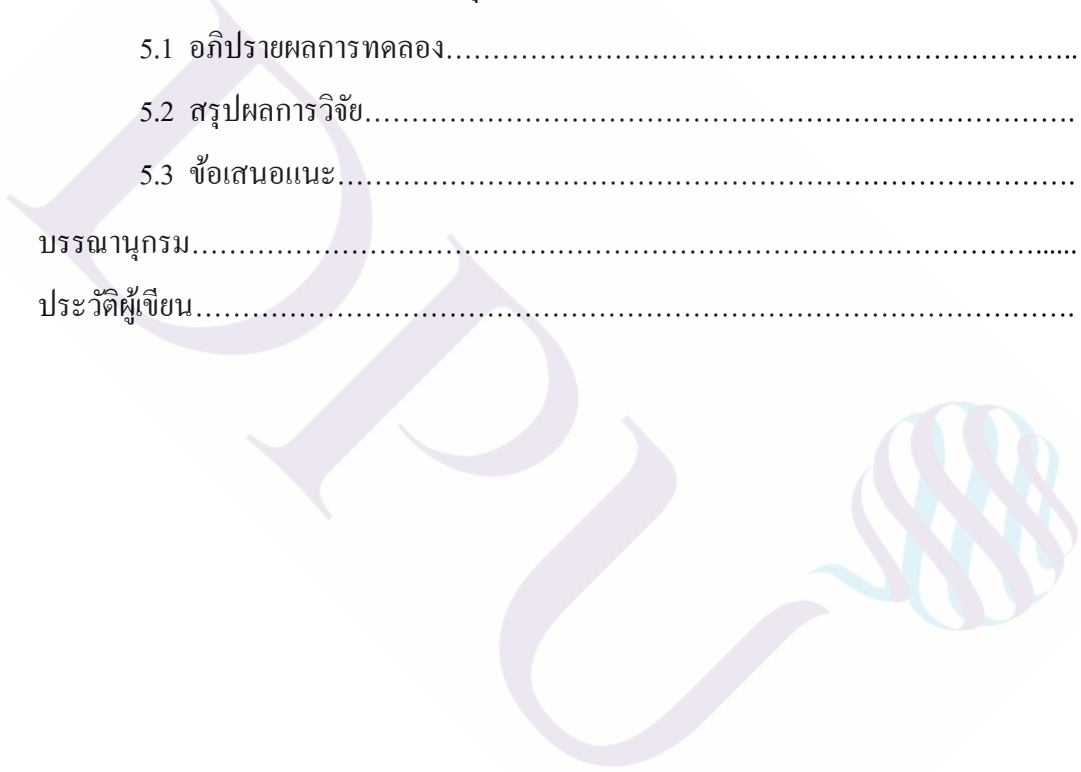 5.1 อภิปรายผลการทดลอง…………………………………………………………………..
5.2 สรุปผลการวิจัย…………………………………………………………………………….
5.3 ข้อเสนอแนะ……………………………………………………………………………….
บรรณานุกรม……………………………………………………………………………………......
ประวัติผู้เขียน……………………………………………………………………………………….
DPU